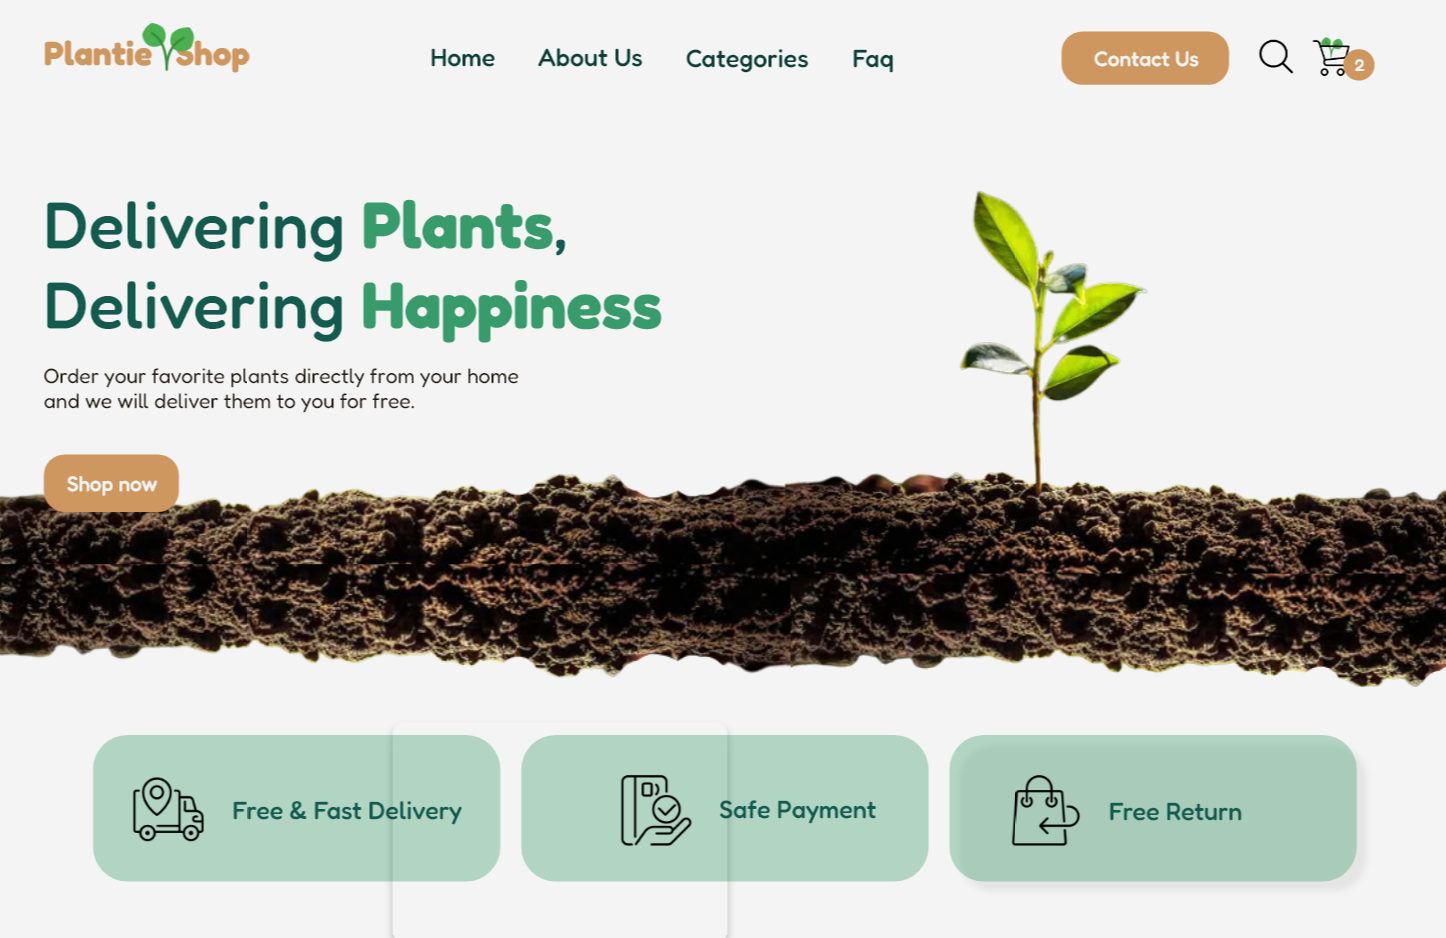 Plantie Shop
Home
About Us
Categories
Faq
Contact Us
2
Delivering Plants,
Delivering Happiness
Order your favorite plants directly from your home
and we will deliver them to you for free.
Shop now
Free & Fast Delivery
Safe Payment
Free Return